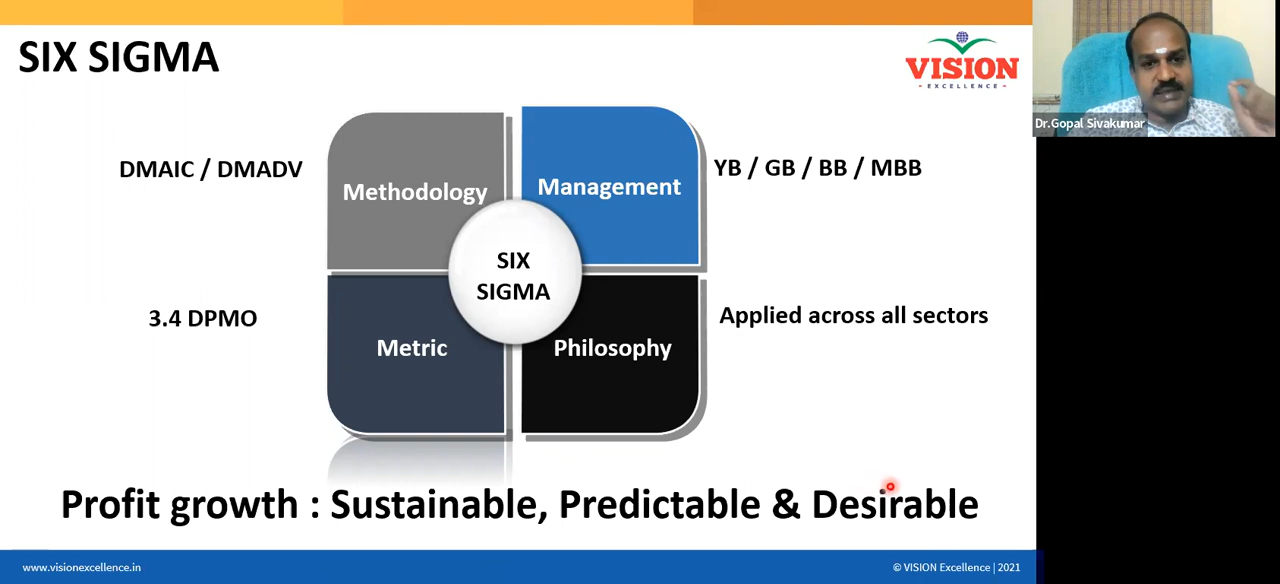 SIX SIGMA
VISION
- EXCELLENCE -
Dr.Gopal Sivakumar
DMAIC / DMADV
Methodology
Management
YB / GB / BB / MBB
SIX
SIGMA
3.4 DPMO
Metric
Philosophy
Applied across all sectors
Profit growth : Sustainable, Predictable & Desirable
www.visionexcellence.in
© VISION Excellence | 2021